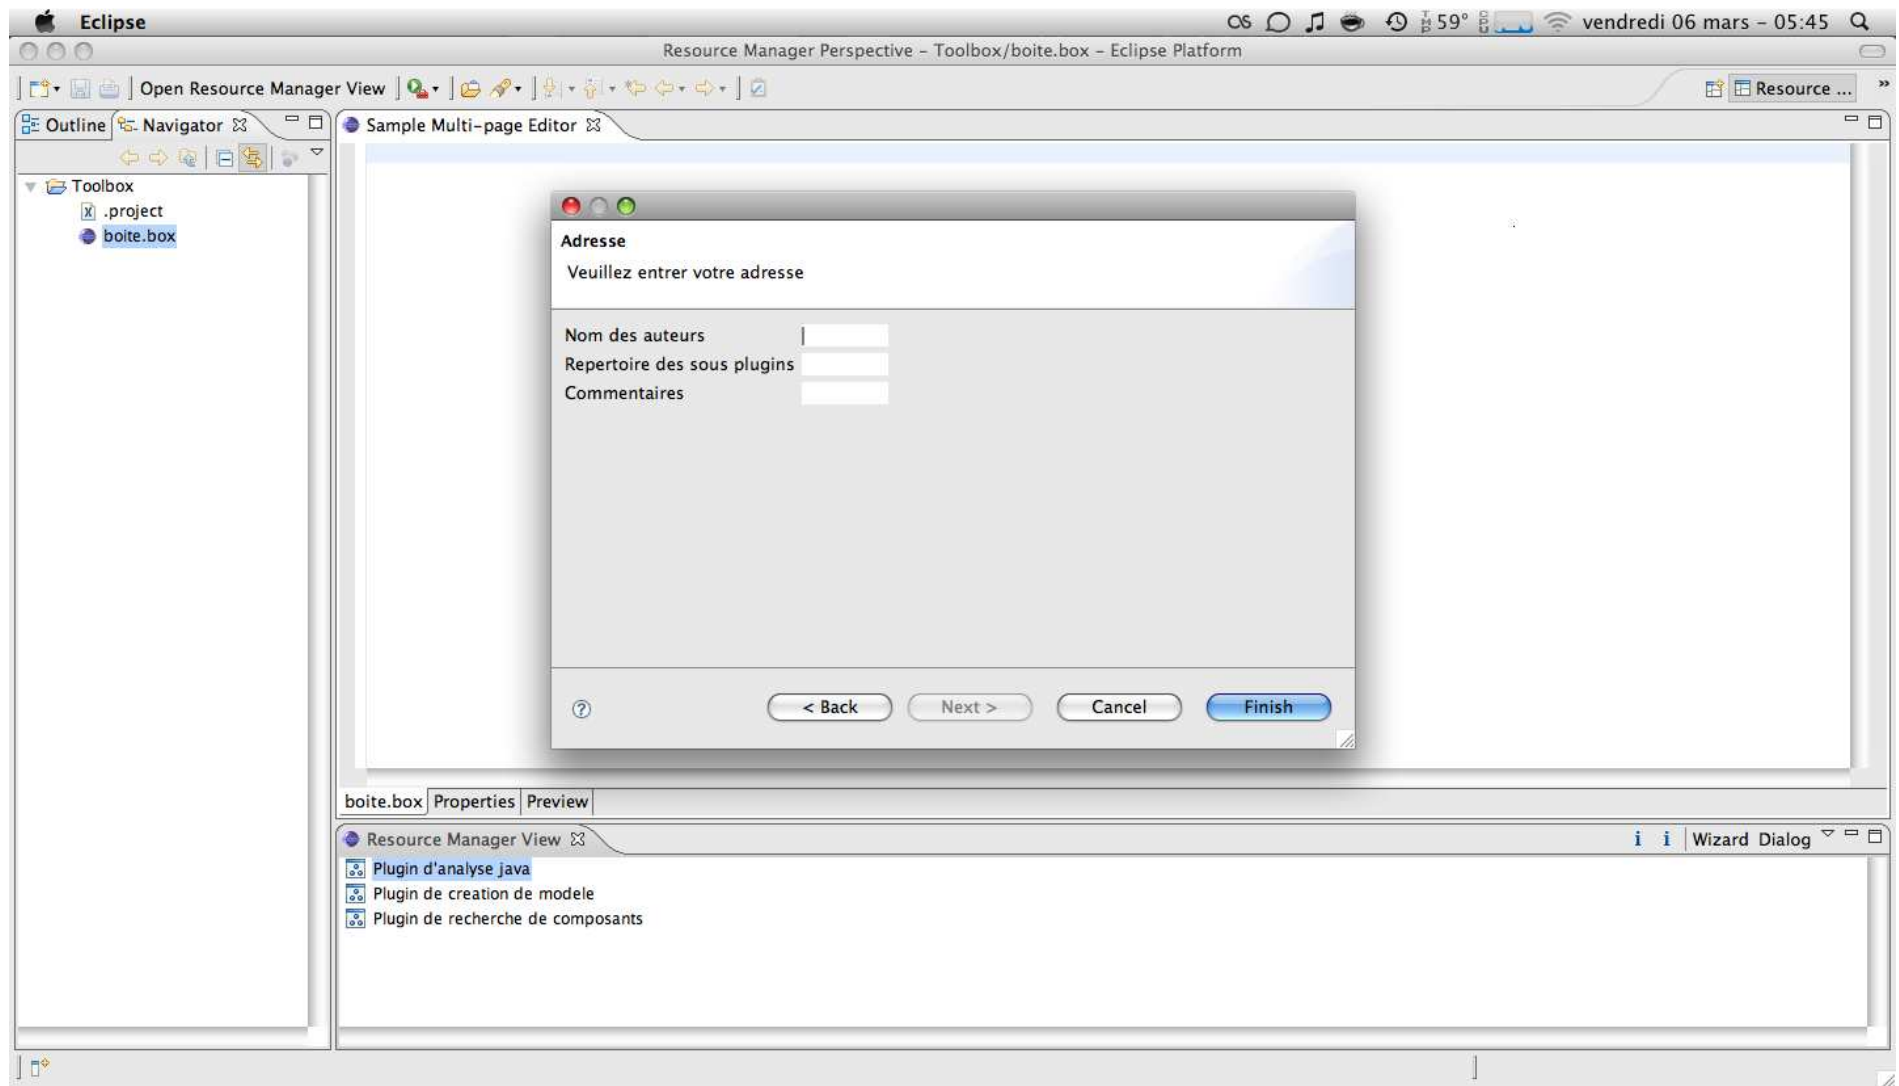 Eclipse
59° vendredi 06 mars - 05:45
Resource Manager Perspective - Toolbox/boite.box - Eclipse Platform
Open Resource Manager View
Resource ... »
Outline Navigator
Sample Multi-page Editor
Toolbox
.project
boite.box
Adresse
Veuillez entrer votre adresse
Nom des auteurs
Repertoire des sous plugins
Commentaires
? < Back Next > Cancel Finish
boite.box Properties Preview
Resource Manager View
i i Wizard Dialog
Plugin d'analyse java
Plugin de creation de modele
Plugin de recherche de composants